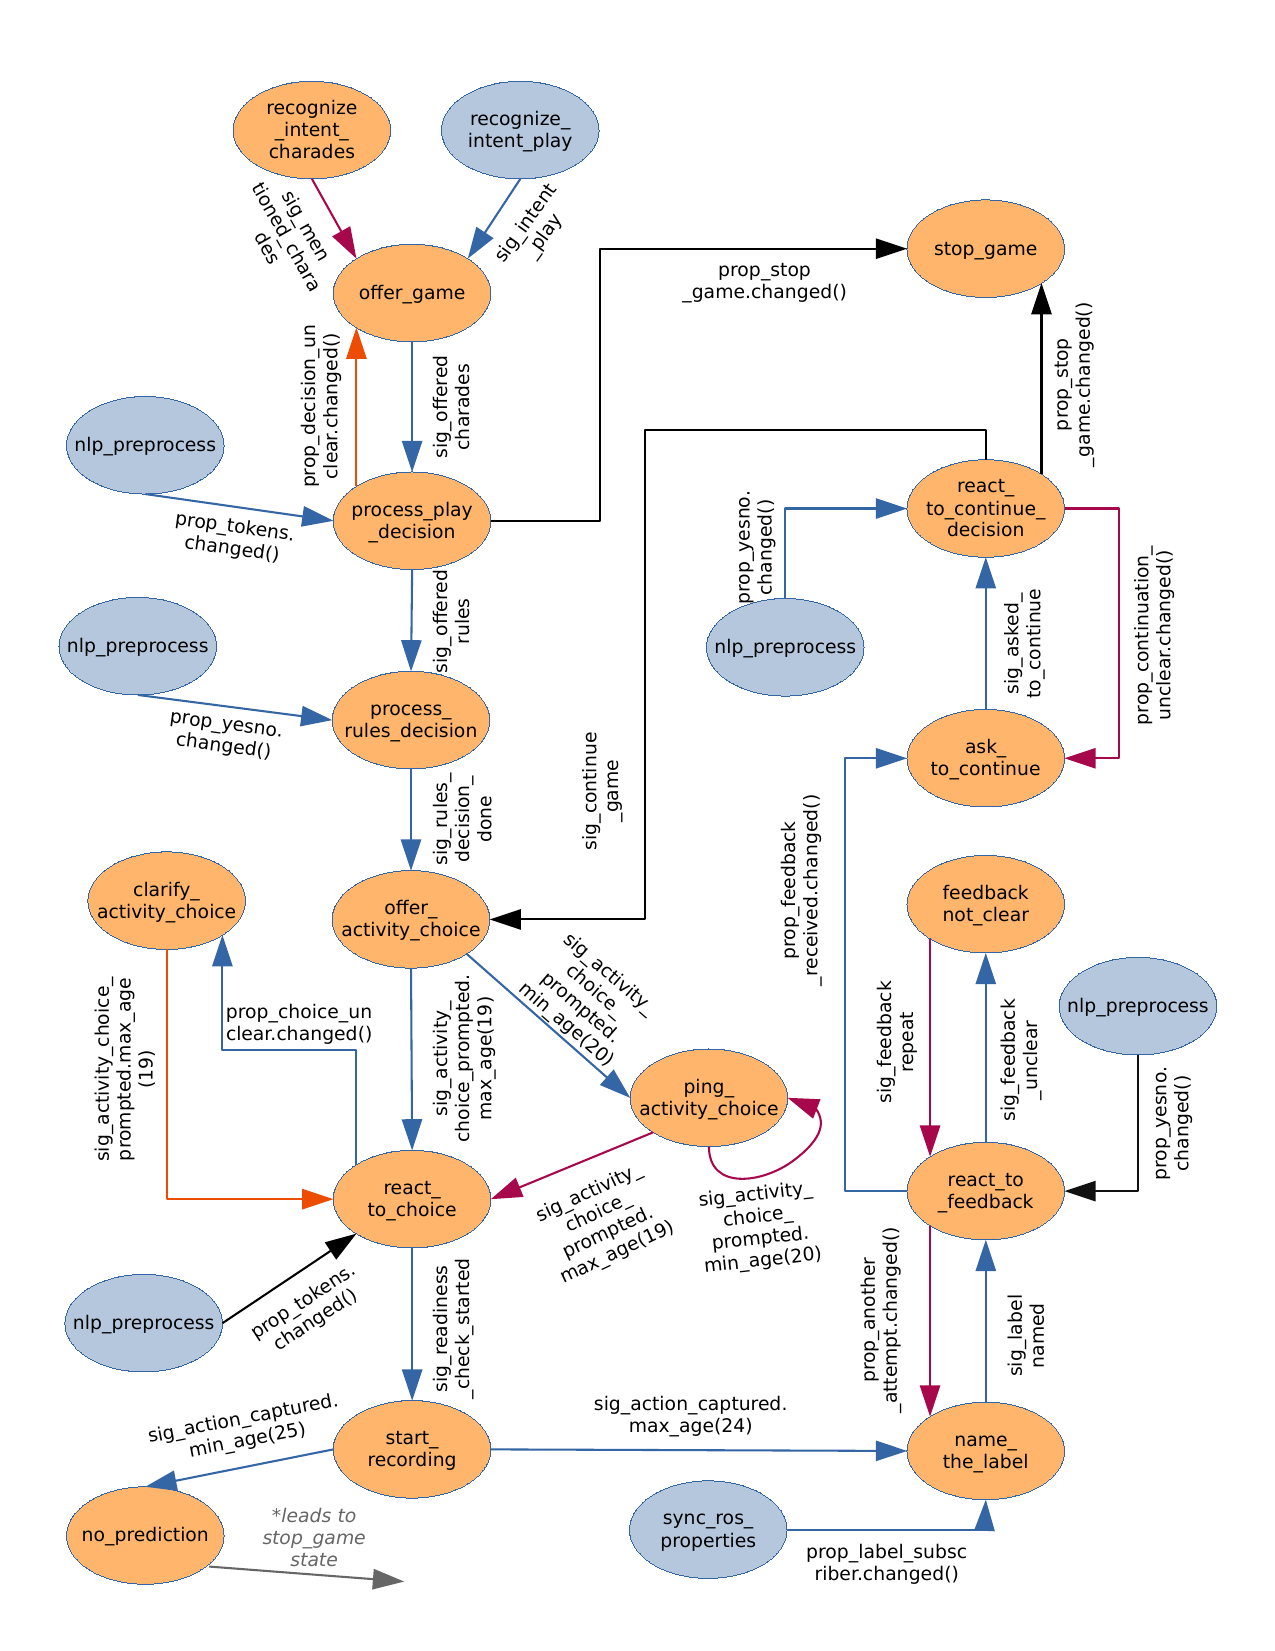 recognize
_intent_
charades
recognize_
intent_play
sig_men
tioned_chara
des
sig_intent
_play
stop_game
offer_game
prop_stop
_game.changed()
prop_decision_un
clear.changed()
sig_offered
charades
prop_stop
_game.changed()
nlp_preprocess
prop_tokens.
changed()
process_play
_decision
react_
to_continue_
decision
prop_yesno.
changed()
sig_offered
rules
nlp_preprocess
prop_yesno.
changed()
process_
rules_decision
nlp_preprocess
sig_asked_
to_continue
prop_continuation_
unclear.changed()
ask_
to_continue
sig_rules_
decision_
done
sig_continue
_game
prop_feedback
_received.changed()
clarify_
activity_choice
offer_
activity_choice
feedback
not_clear
sig_activity_choice_
prompted.max_age
(19)
prop_choice_un
clear.changed()
sig_activity_
choice_prompted.
max_age(19)
sig_activity_
choice_
prompted.
min_age(20)
sig_feedback
repeat
sig_feedback
_unclear
nlp_preprocess
prop_yesno.
changed()
ping_
activity_choice
react_
to_choice
sig_activity_
choice_
prompted.
max_age(19)
sig_activity_
choice_
prompted.
min_age(20)
react_to
_feedback
nlp_preprocess
prop_tokens.
changed()
sig_readiness
_check_started
prop_another
_attempt.changed()
sig_label
named
sig_action_captured.
min_age(25)
start_
recording
sig_action_captured.
max_age(24)
name_
the_label
no_prediction
*leads to
stop_game
state
sync_ros_
properties
prop_label_subsc
riber.changed()